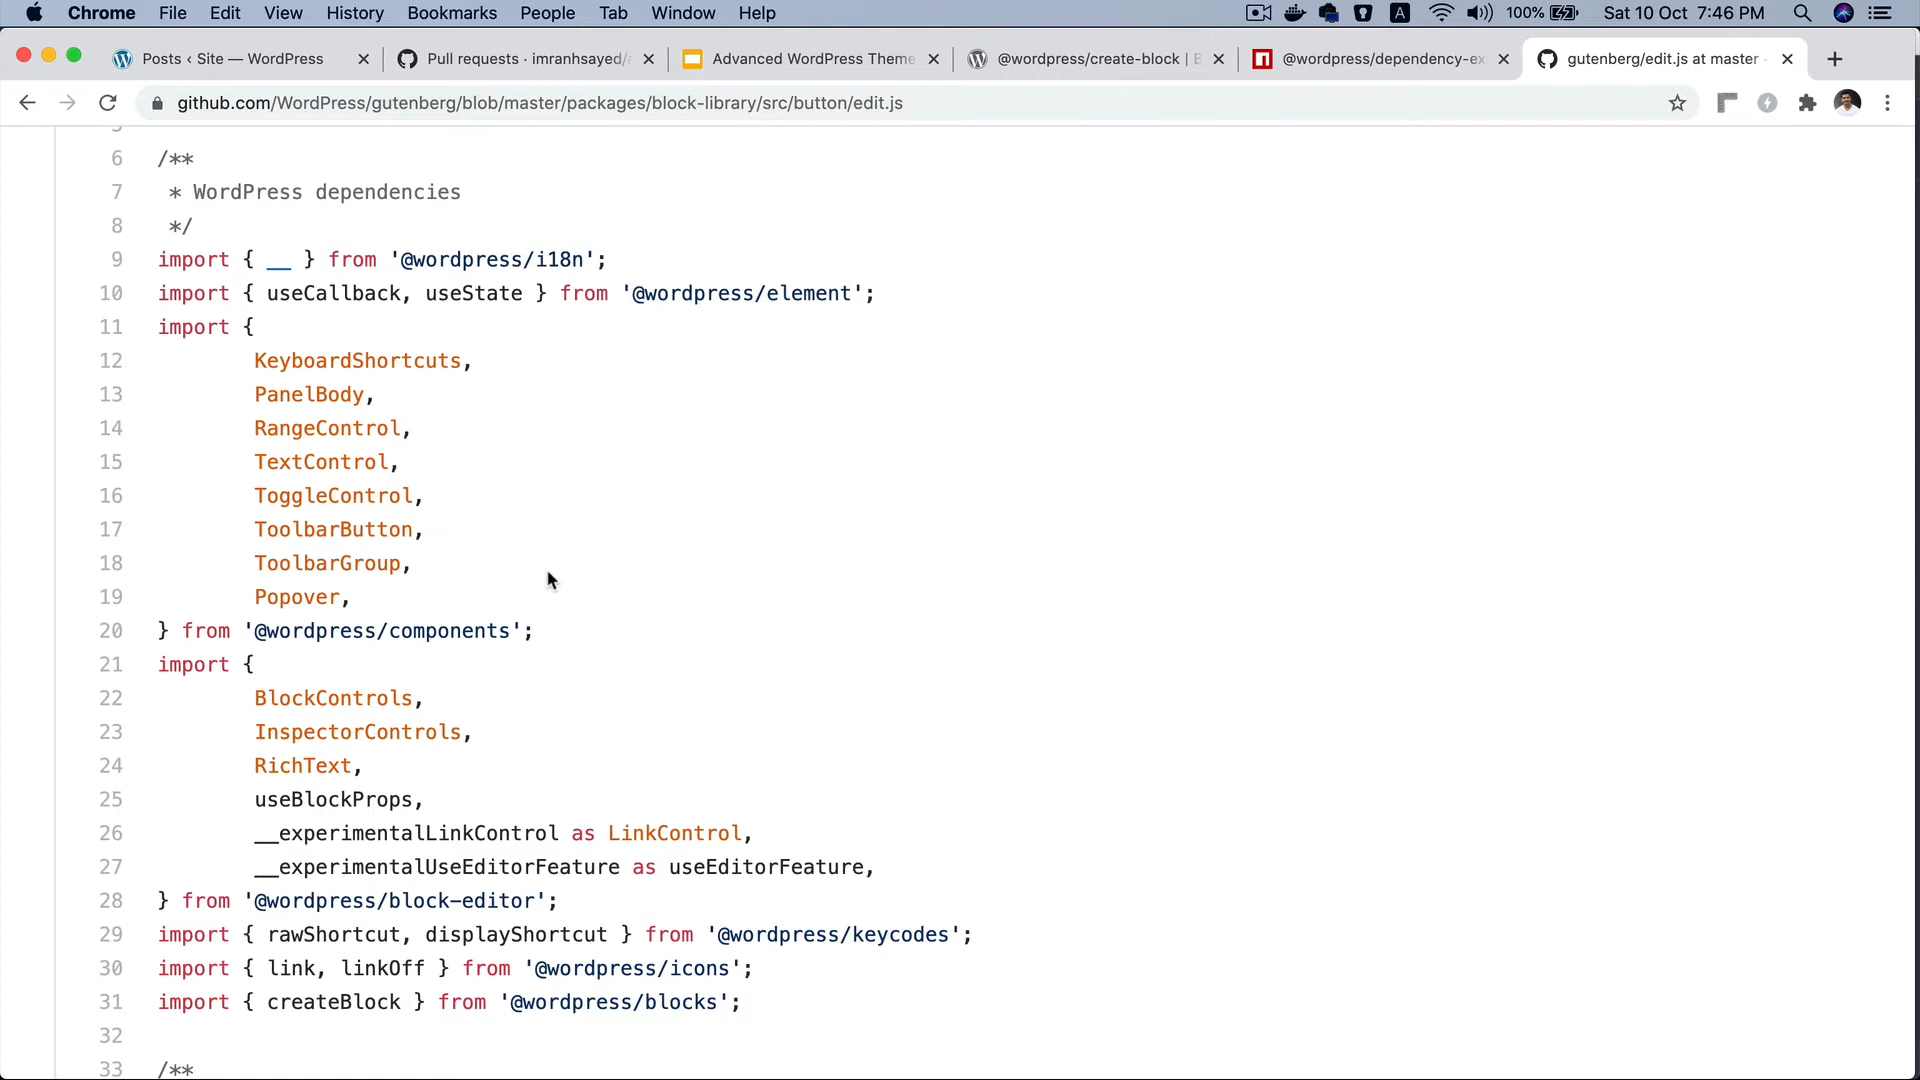 Chrome File Edit View History Bookmarks People Tab Window Help A 100% Sat 10 Oct 7:46 PM
Posts ‹ Site — WordPress Pull requests · imranhsayed/a Advanced WordPress Theme @wordpress/create-block | B @wordpress/dependency-ex gutenberg/edit.js at master ·
github.com/WordPress/gutenberg/blob/master/packages/block-library/src/button/edit.js
5
6 /**
7 * WordPress dependencies
8 */
9 import { __ } from '@wordpress/i18n';
10 import { useCallback, useState } from '@wordpress/element';
11 import {
12 KeyboardShortcuts,
13 PanelBody,
14 RangeControl,
15 TextControl,
16 ToggleControl,
17 ToolbarButton,
18 ToolbarGroup,
19 Popover,
20 } from '@wordpress/components';
21 import {
22 BlockControls,
23 InspectorControls,
24 RichText,
25 useBlockProps,
26 __experimentalLinkControl as LinkControl,
27 __experimentalUseEditorFeature as useEditorFeature,
28 } from '@wordpress/block-editor';
29 import { rawShortcut, displayShortcut } from '@wordpress/keycodes';
30 import { link, linkOff } from '@wordpress/icons';
31 import { createBlock } from '@wordpress/blocks';
32
33 /**